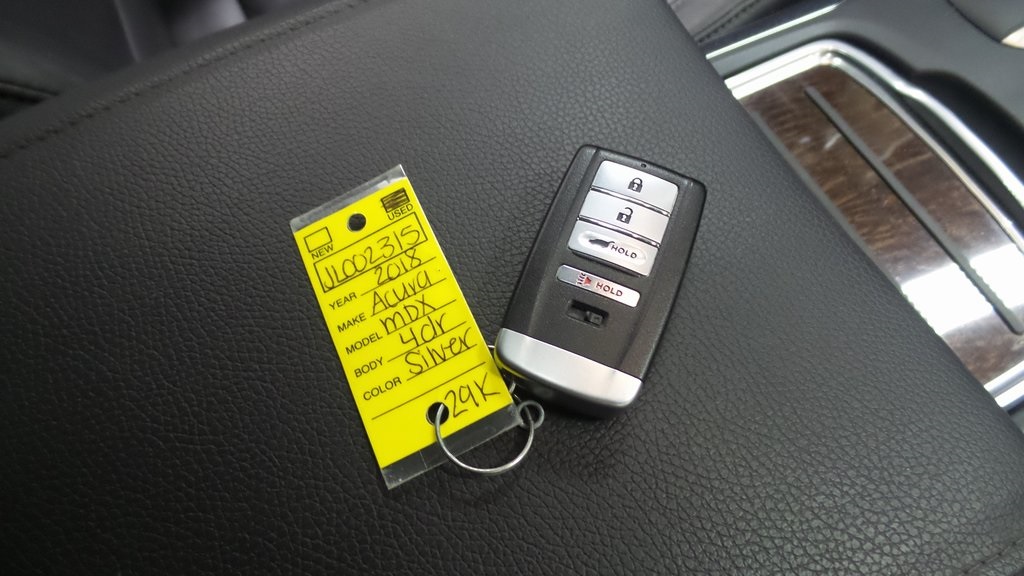 USED
NEW
JL002315
YEAR 2018
MAKE Acura
MODEL MDX
BODY 4dr
COLOR Silver
29K
HOLD
HOLD